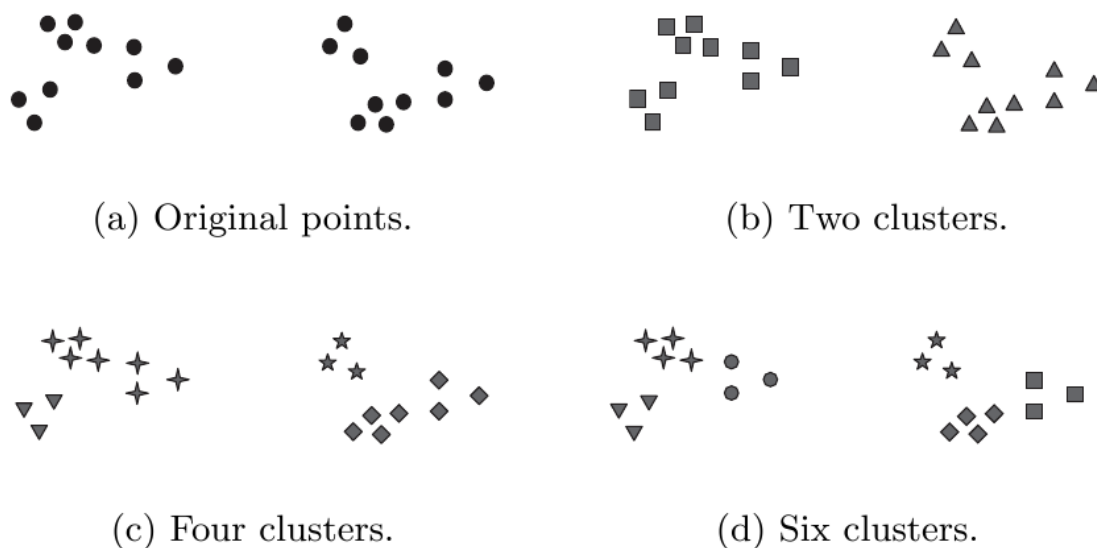 (a) Original points.
(b) Two clusters.
(c) Four clusters.
(d) Six clusters.